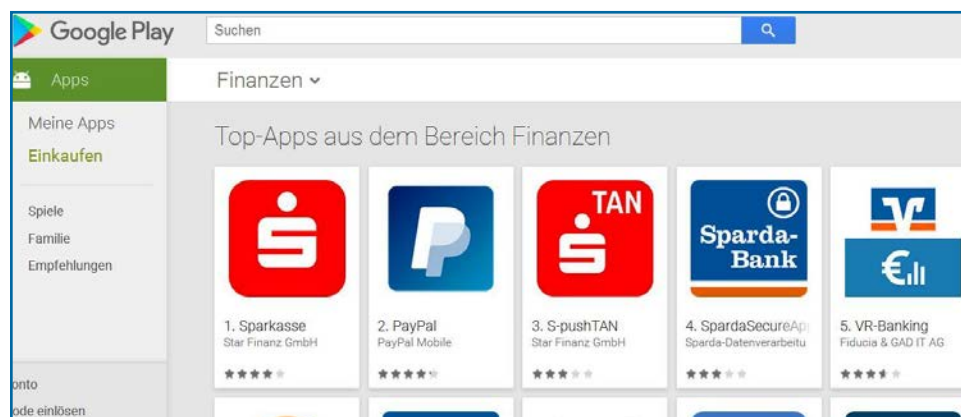 Google Play
Suchen
Apps
Finanzen
Meine Apps
Einkaufen
Top-Apps aus dem Bereich Finanzen
Spiele
Familie
Empfehlungen
TAN
Sparda-
Bank
1. Sparkasse
Star Finanz GmbH
2. PayPal
PayPal Mobile
3. S-pushTAN
Star Finanz GmbH
4. SpardaSecureAp
Sparda-Datenverarbeitu
5. VR-Banking
Fiducia & GAD IT AG
onto
ode einlösen